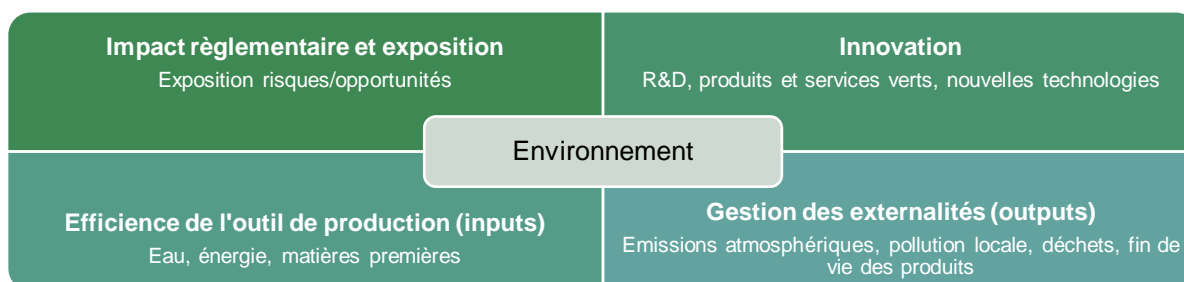 Impact règlementaire et exposition
Exposition risques/opportunités
Innovation
R&D, produits et services verts, nouvelles technologies
Environnement
Efficience de l'outil de production (inputs)
Eau, énergie, matières premières
Gestion des externalités (outputs)
Emissions atmosphériques, pollution locale, déchets, fin de
vie des produits